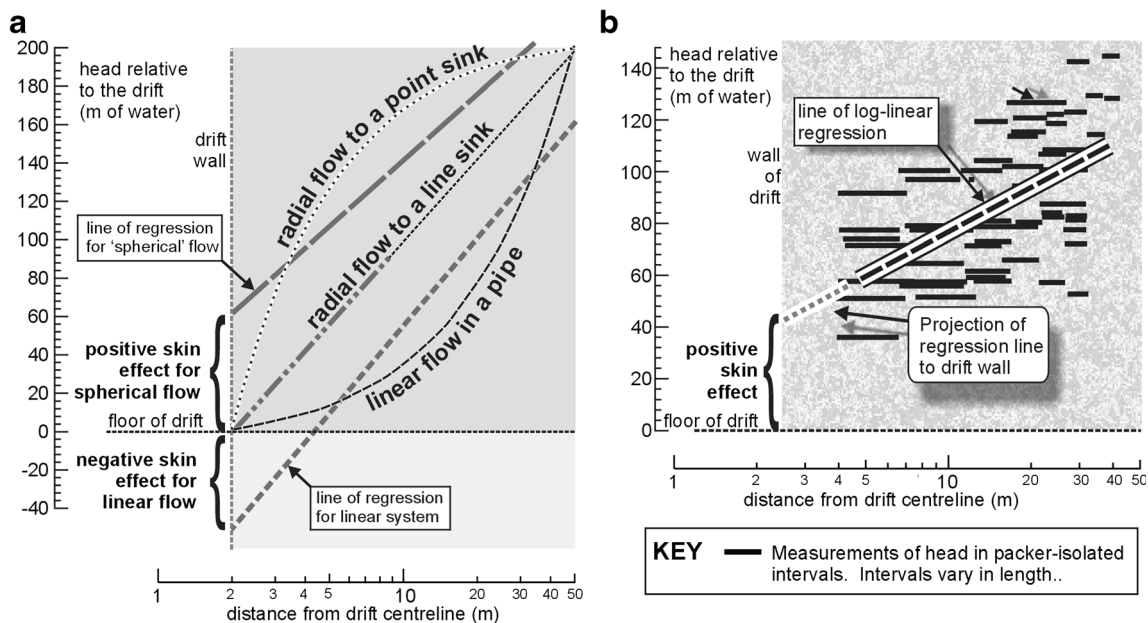 a
200
180
160
140
120
100
80
60
40
20
0
-20
-40
head relative
to the drift
(m of water)
drift
wall
radial flow to a point sink
radial flow to a line sink
linear flow in a pipe
line of regression
for ‘spherical’ flow
positive skin
effect for
spherical flow
floor of drift
negative skin
effect for
linear flow
line of regression
for linear system
1 2 3 4 5 10 20 30 40 50
distance from drift centreline (m)
b
140
120
100
80
60
40
20
0
head relative
to the drift
(m of water)
line of log-linear
regression
wall
of
drift
Projection of
regression line
to drift wall
positive
skin
effect
floor of drift
1 2 3 4 5 10 20 30 40 50
distance from drift centreline (m)
KEY
Measurements of head in packer-isolated
intervals. Intervals vary in length..